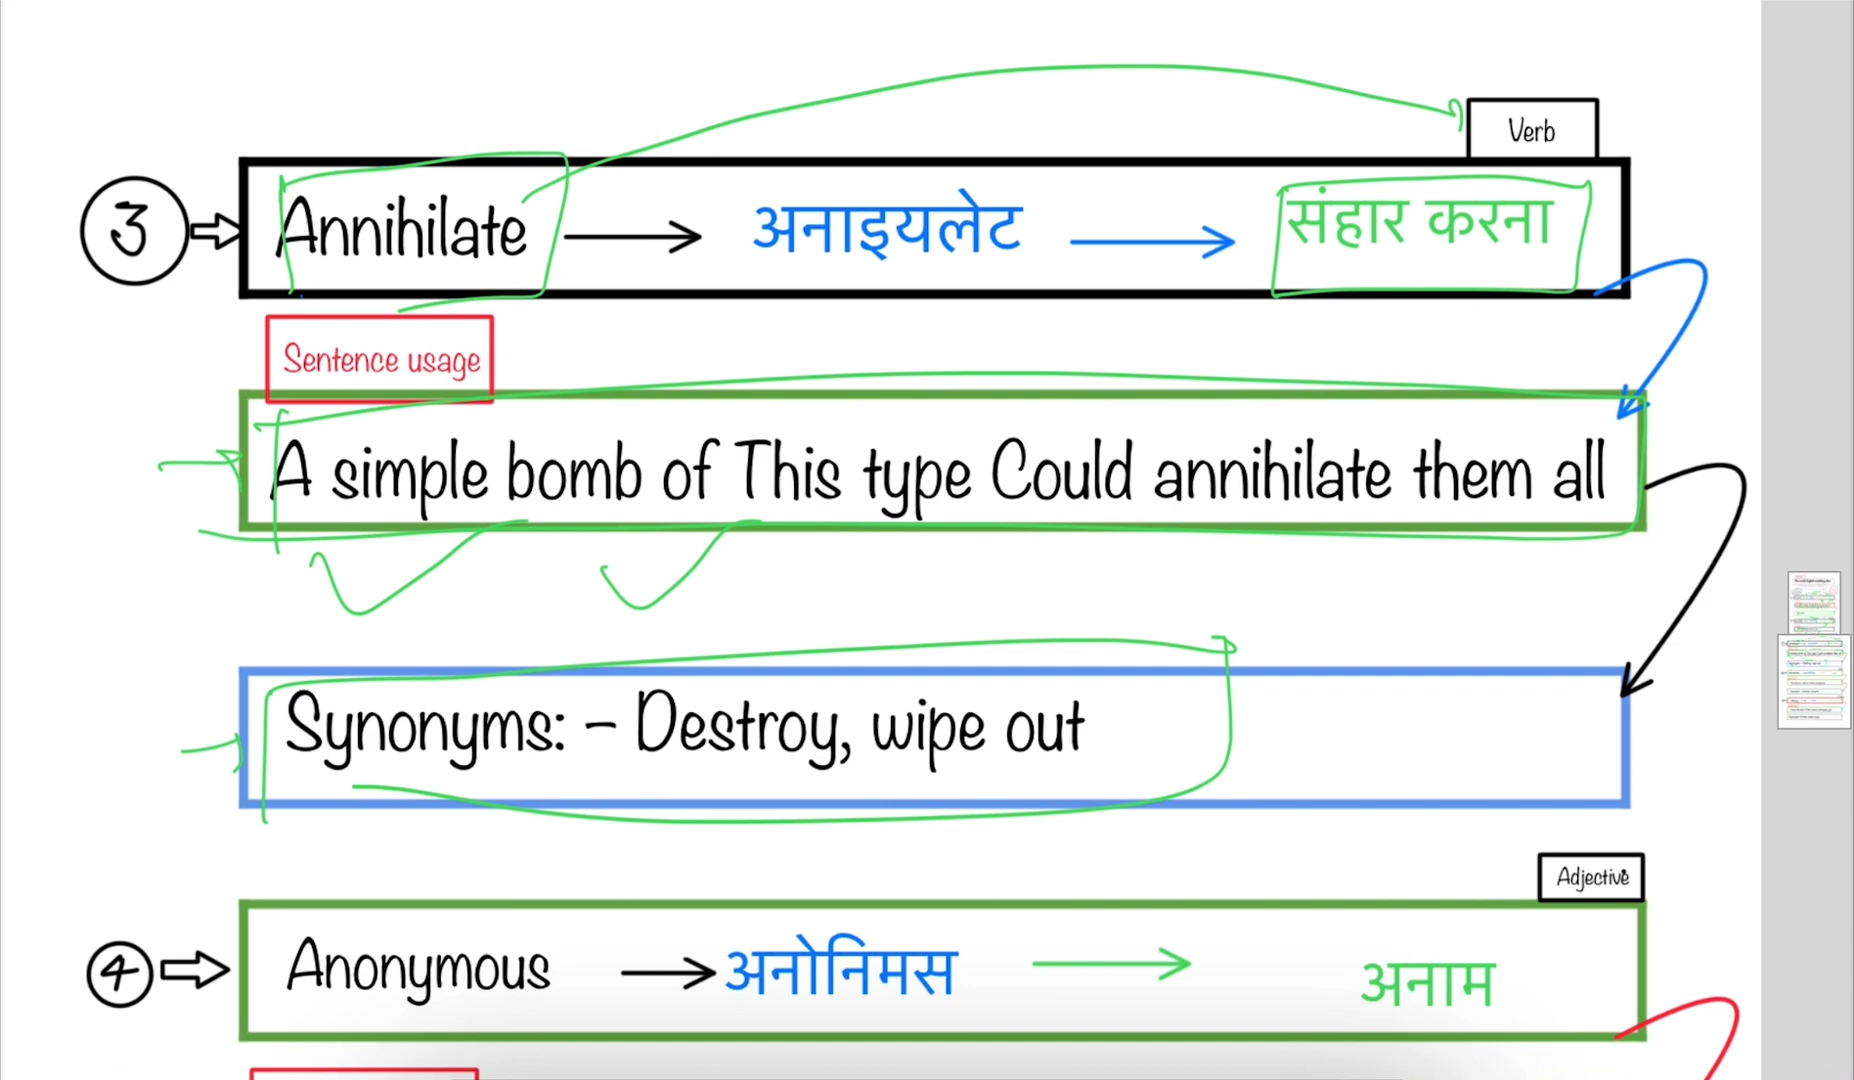 Verb
3 Annihilate अनाइयलेट संहार करना
Sentence usage
A simple bomb of This type Could annihilate them all
Synonyms: - Destroy, wipe out
Adjective
4 Anonymous अनोनिमस अनाम